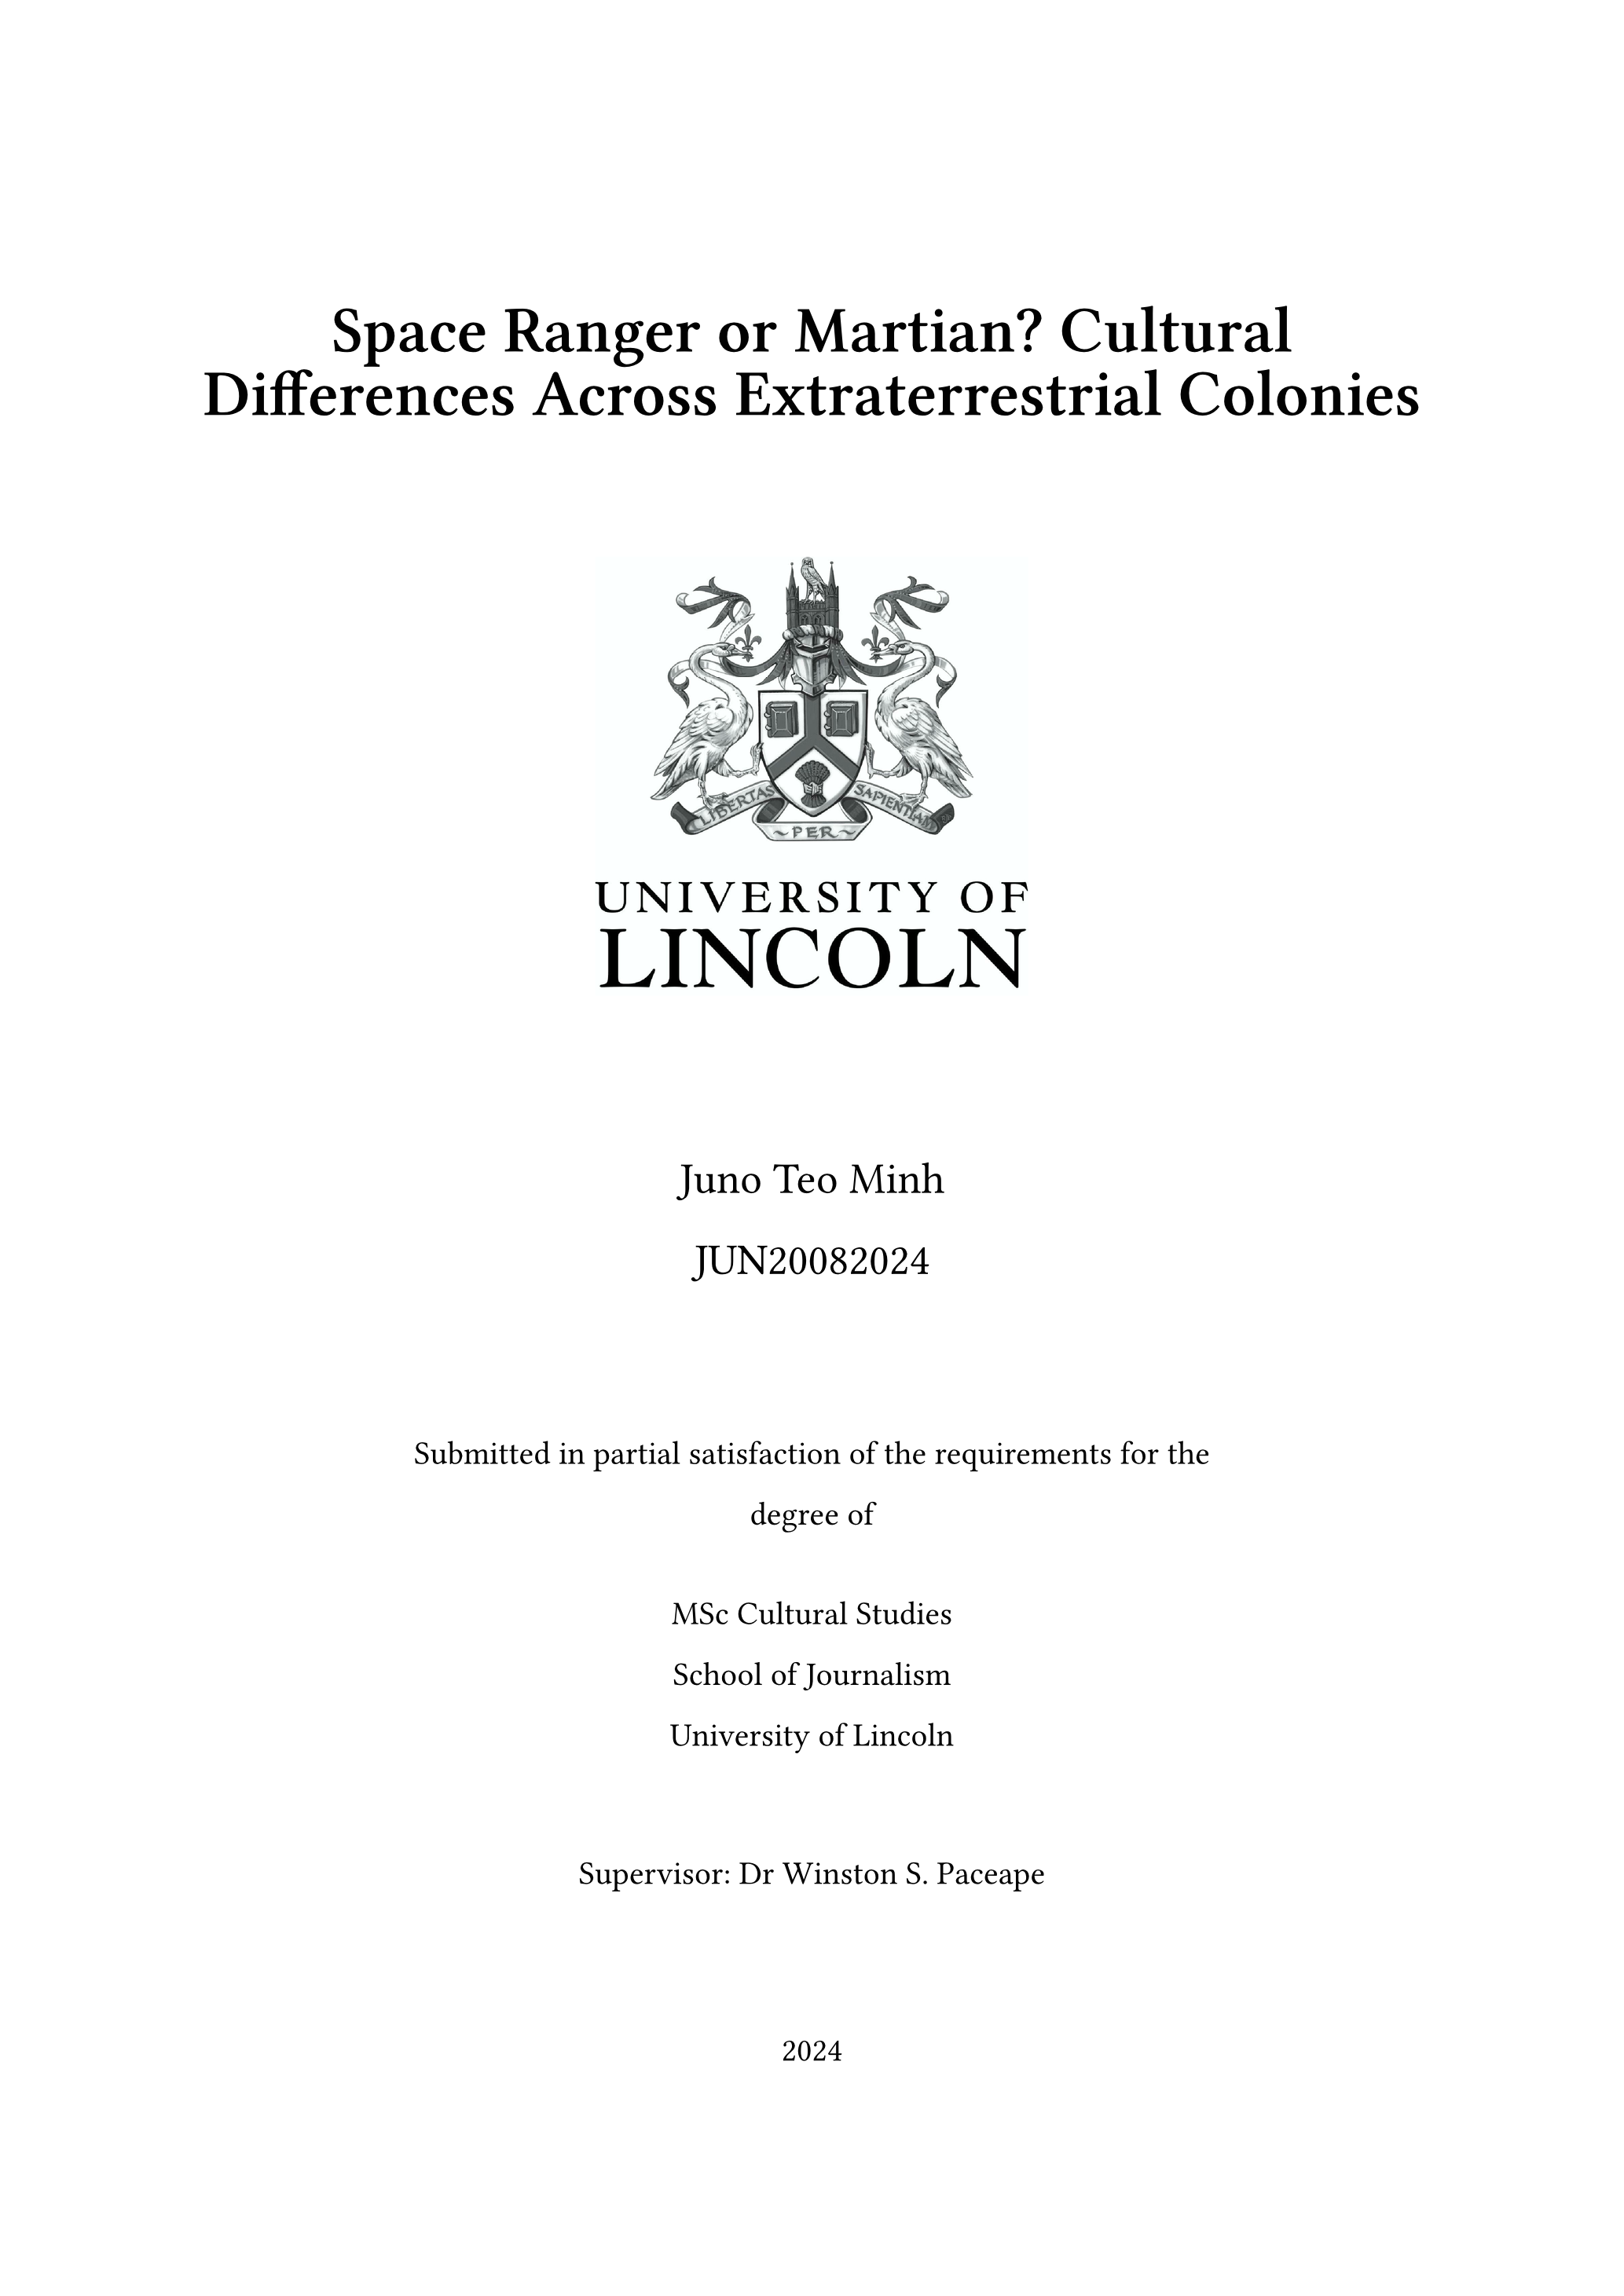 Space Ranger or Martian? Cultural
Differences Across Extraterrestrial Colonies
LIBERTAS
PER
SAPIENTIAM
UNIVERSITY OF
LINCOLN
Juno Teo Minh
JUN20082024
Submitted in partial satisfaction of the requirements for the
degree of
MSc Cultural Studies
School of Journalism
University of Lincoln
Supervisor: Dr Winston S. Paceape
2024